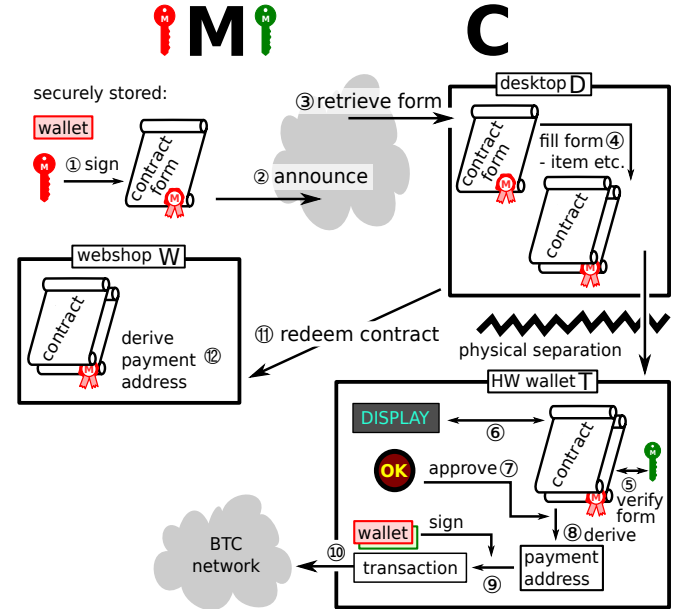 M
M
M
C
securely stored:
wallet
M
① sign
contract
form
M
② announce
③ retrieve form
desktop D
contract
form
M
fill form ④
- item etc.
contract
M
webshop W
contract
M
derive
payment
address
⑫
⑪ redeem contract
physical separation
HW wallet T
DISPLAY
⑥
contract
M
M
⑤
verify
form
OK
approve ⑦
⑧ derive
wallet
sign
payment
address
⑨
transaction
⑩
BTC
network